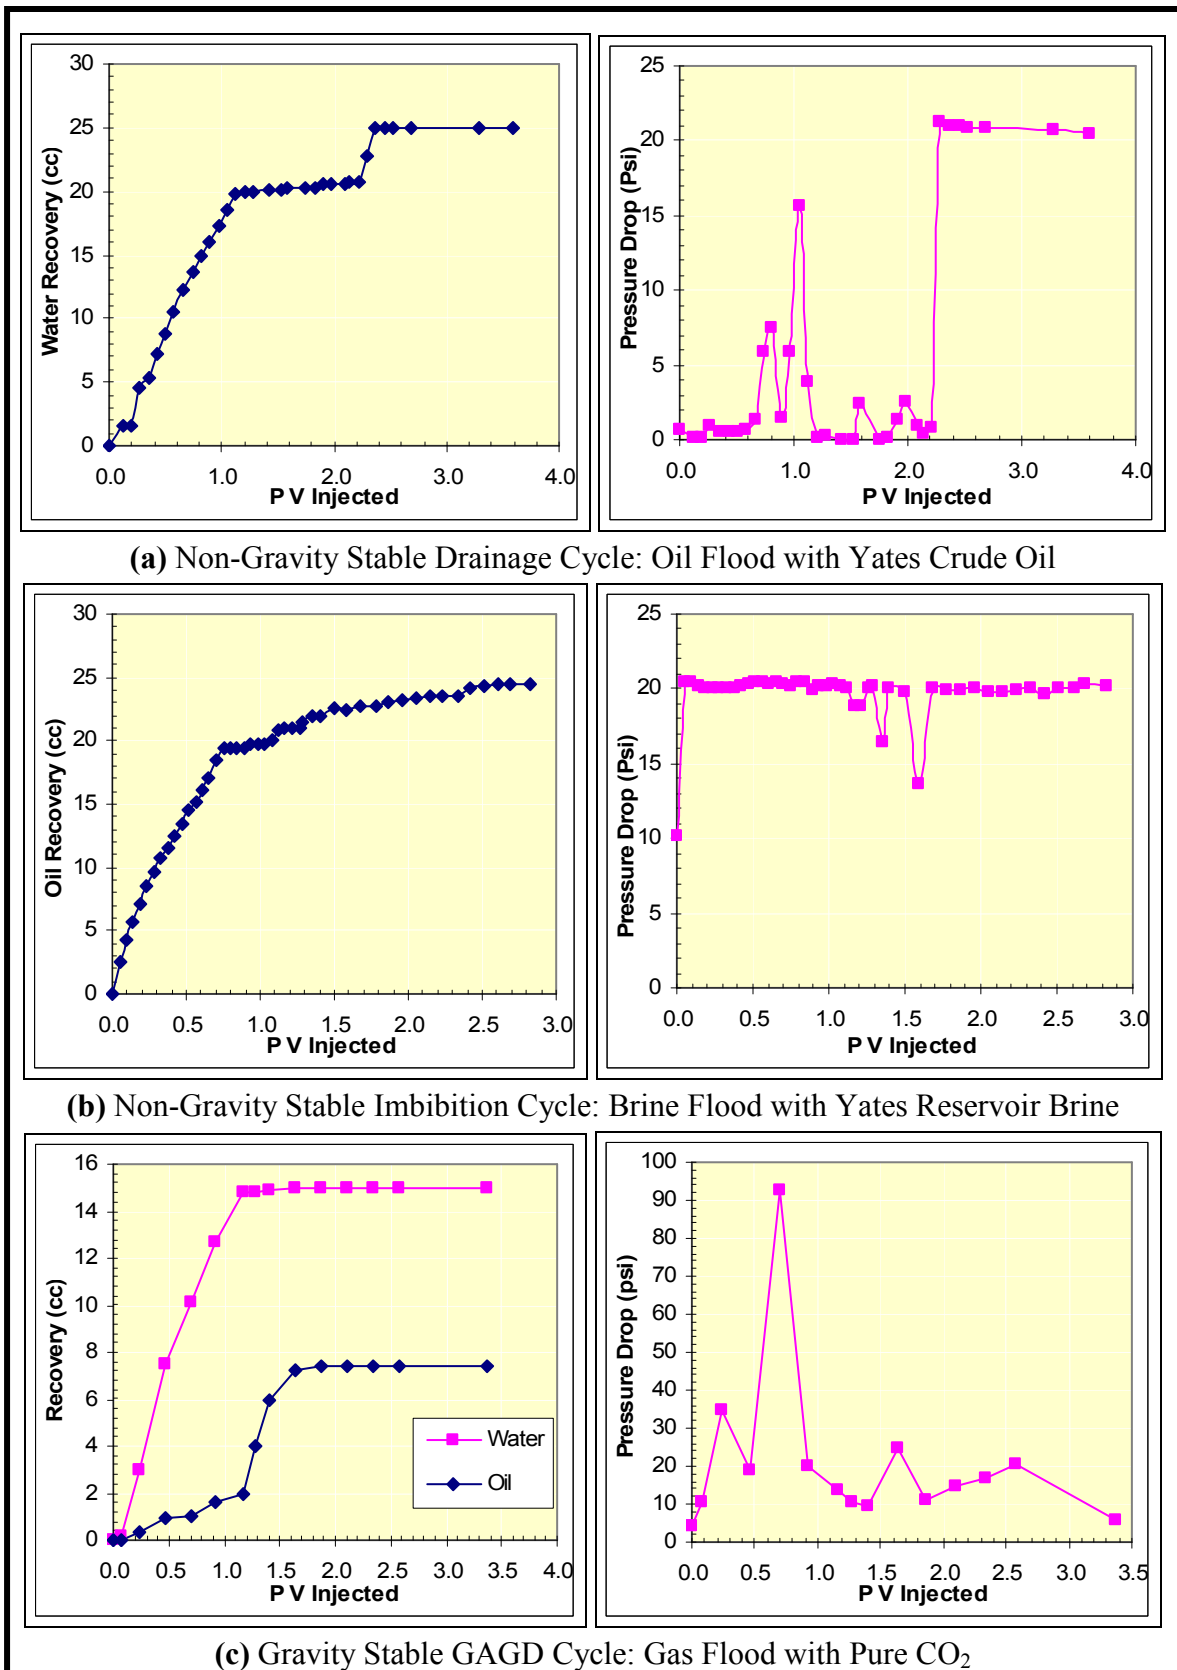 30
25
20
15
10
5
0
Water Recovery (cc)
0.0 1.0 2.0 3.0 4.0
P V Injected
25
20
15
10
5
0
Pressure Drop (Psi)
0.0 1.0 2.0 3.0 4.0
P V Injected
(a) Non-Gravity Stable Drainage Cycle: Oil Flood with Yates Crude Oil
30
25
20
15
10
5
0
Oil Recovery (cc)
0.0 0.5 1.0 1.5 2.0 2.5 3.0
P V Injected
25
20
15
10
5
0
Pressure Drop (Psi)
0.0 0.5 1.0 1.5 2.0 2.5 3.0
P V Injected
(b) Non-Gravity Stable Imbibition Cycle: Brine Flood with Yates Reservoir Brine
16
14
12
10
8
6
4
2
0
Recovery (cc)
Water
Oil
0.0 0.5 1.0 1.5 2.0 2.5 3.0 3.5 4.0
P V Injected
100
90
80
70
60
50
40
30
20
10
0
Pressure Drop (psi)
0.0 0.5 1.0 1.5 2.0 2.5 3.0 3.5
P V Injected
(c) Gravity Stable GAGD Cycle: Gas Flood with Pure CO₂